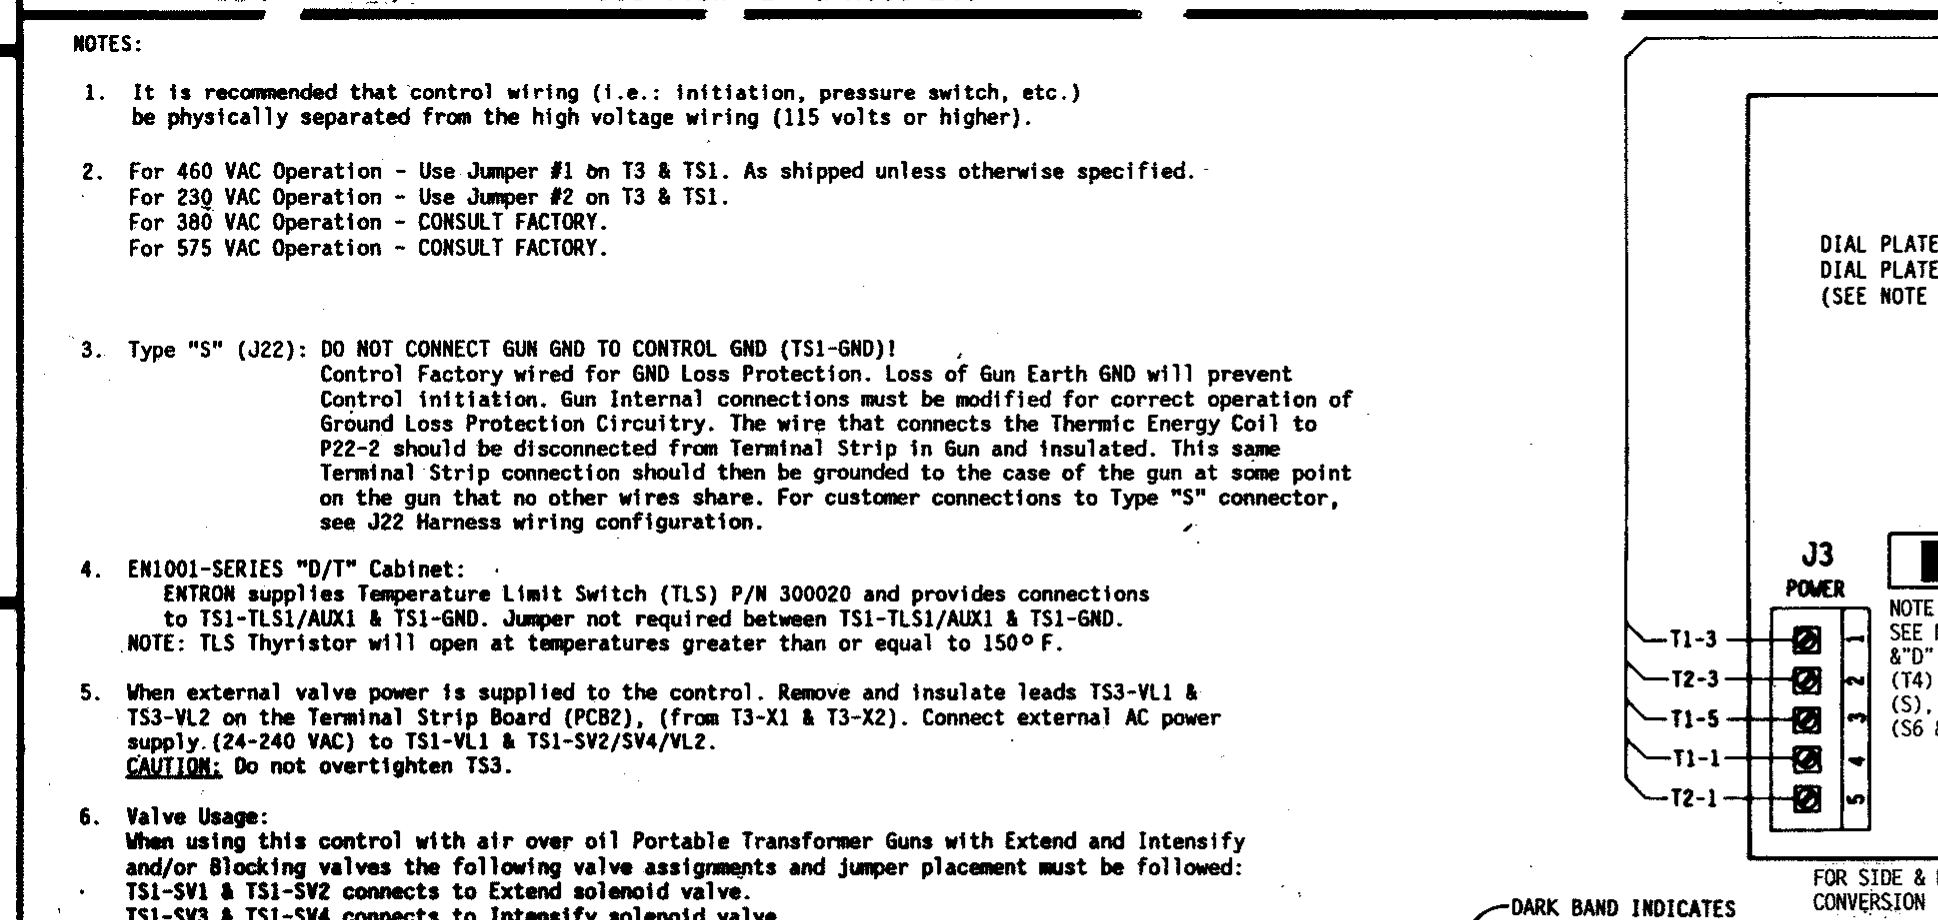 NOTES:
1. It is recommended that control wiring (i.e.: initiation, pressure switch, etc.)
be physically separated from the high voltage wiring (115 volts or higher).
2. For 460 VAC Operation - Use Jumper #1 on T3 & TS1. As shipped unless otherwise specified.
For 230 VAC Operation - Use Jumper #2 on T3 & TS1.
For 380 VAC Operation - CONSULT FACTORY.
For 575 VAC Operation - CONSULT FACTORY.
3. Type "S" (J22): DO NOT CONNECT GUN GND TO CONTROL GND (TS1-GND)!
Control Factory wired for GND Loss Protection. Loss of Gun Earth GND will prevent
Control initiation. Gun Internal connections must be modified for correct operation of
Ground Loss Protection Circuitry. The wire that connects the Thermic Energy Coil to
P22-2 should be disconnected from Terminal Strip in Gun and insulated. This same
Terminal Strip connection should then be grounded to the case of the gun at some point
on the gun that no other wires share. For customer connections to Type "S" connector,
see J22 Harness wiring configuration.
4. EN1001-SERIES "D/T" Cabinet:
ENTRON supplies Temperature Limit Switch (TLS) P/N 300020 and provides connections
to TS1-TLS1/AUX1 & TS1-GND. Jumper not required between TS1-TLS1/AUX1 & TS1-GND.
NOTE: TLS Thyristor will open at temperatures greater than or equal to 150° F.
5. When external valve power is supplied to the control. Remove and insulate leads TS3-VL1 &
TS3-VL2 on the Terminal Strip Board (PCB2), (from T3-X1 & T3-X2). Connect external AC power
supply.(24-240 VAC) to TS1-VL1 & TS1-SV2/SV4/VL2.
CAUTION: Do not overtighten TS3.
6. Valve Usage:
When using this control with air over oil Portable Transformer Guns with Extend and Intensify
and/or Blocking valves the following valve assignments and jumper placement must be followed:
TS1-SV1 & TS1-SV2 connects to Extend solenoid valve.
TS1-SV3 & TS1-SV4 connects to Intensify solenoid valve
DIAL PLATE
DIAL PLATE
(SEE NOTE
J3
POWER
T1-3 1
T2-3 2
T1-5 3
T1-1 4
T2-1 5
NOTE
SEE
&"D"
(T4)
(S),
(S6 &
FOR SIDE &
CONVERSION
DARK BAND INDICATES